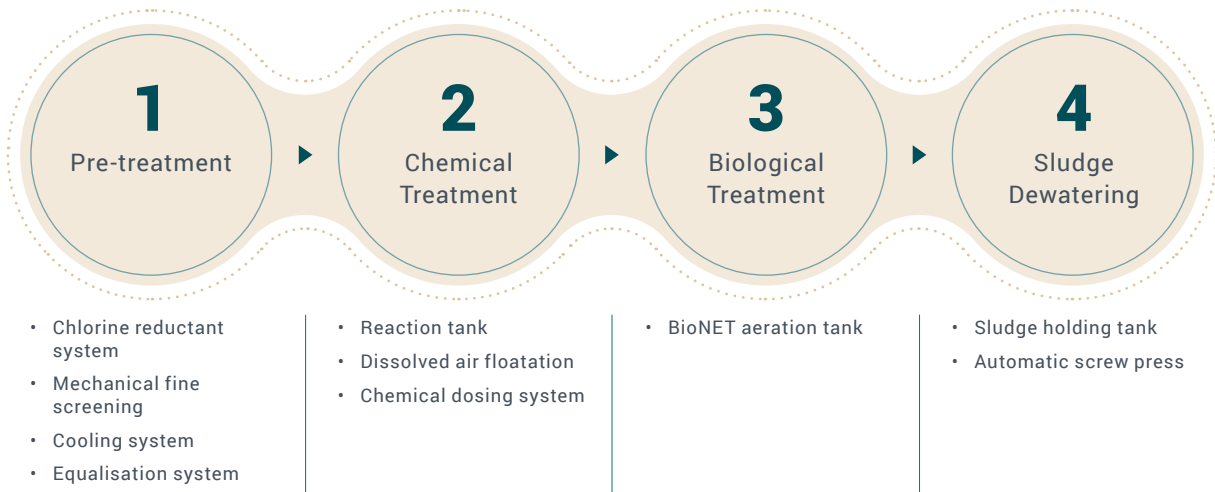 1
Pre-treatment
2
Chemical
Treatment
3
Biological
Treatment
4
Sludge
Dewatering
• Chlorine reductant
system
• Mechanical fine
screening
• Cooling system
• Equalisation system
• Reaction tank
• Dissolved air floatation
• Chemical dosing system
• BioNET aeration tank
• Sludge holding tank
• Automatic screw press